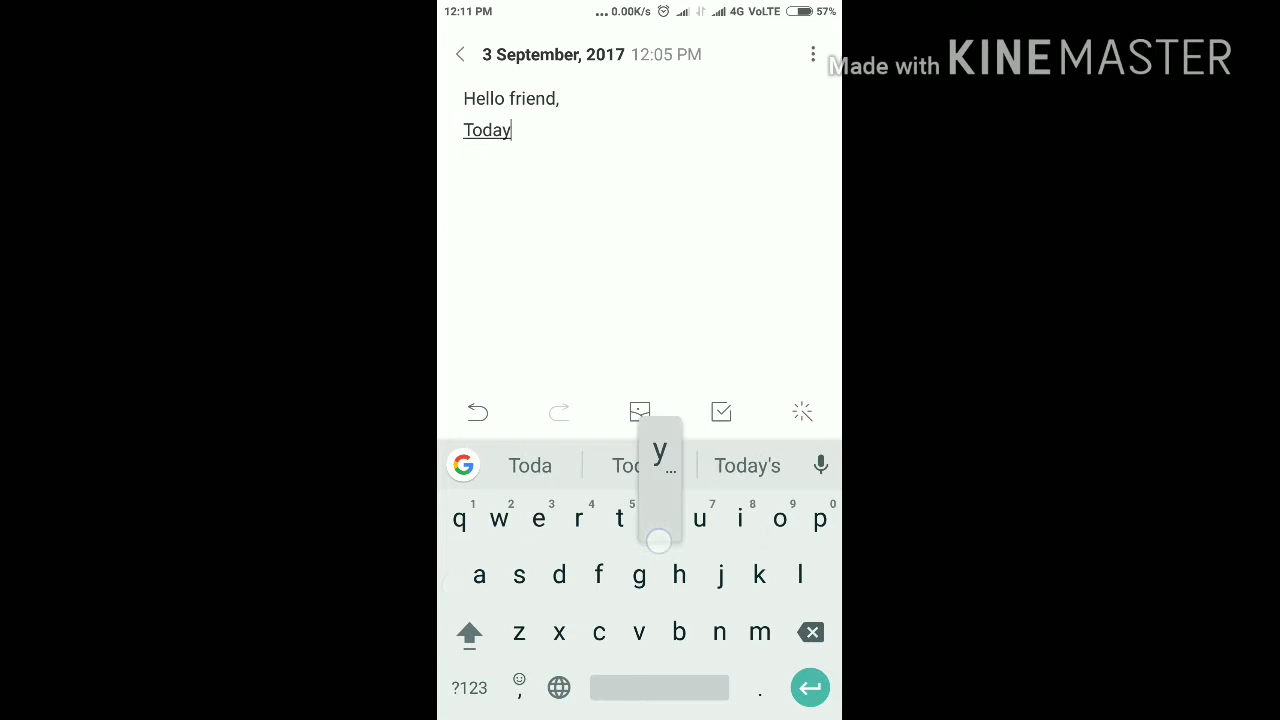 12:11 PM ... 0.00K/s 4G VoLTE 57%
3 September, 2017 12:05 PM
Made with KINEMASTER
Hello friend,
Today
y
...
Toda Today's
1 2 3 4 5 7 8 9 0
q w e r t u i o p
a s d f g h j k l
z x c v b n m
?123 , .